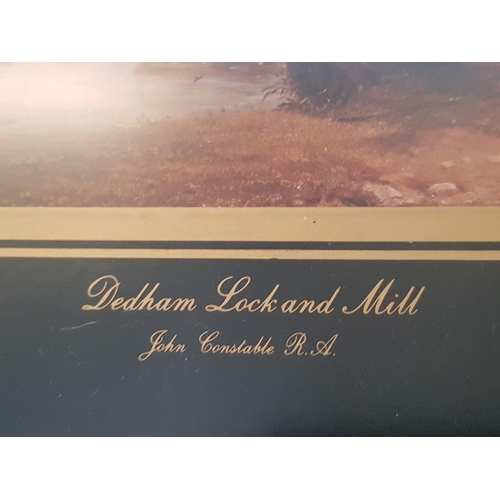 Dedham Lock and Mill
John Constable R.A.